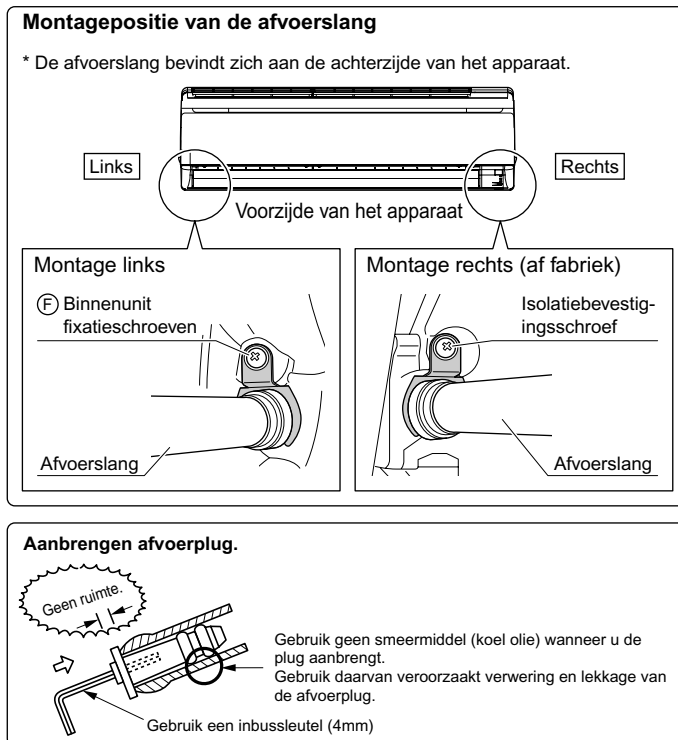 Montagepositie van de afvoerslang
* De afvoerslang bevindt zich aan de achterzijde van het apparaat.
Links
Rechts
Voorzijde van het apparaat
Montage links
Ⓕ Binnenunit
fixatieschroeven
Afvoerslang
Montage rechts (af fabriek)
Isolatiebevestig-
ingsschroef
Afvoerslang
Aanbrengen afvoerplug.
Geen ruimte.
Gebruik geen smeermiddel (koel olie) wanneer u de
plug aanbrengt.
Gebruik daarvan veroorzaakt verwering en lekkage van
de afvoerplug.
Gebruik een inbussleutel (4mm)